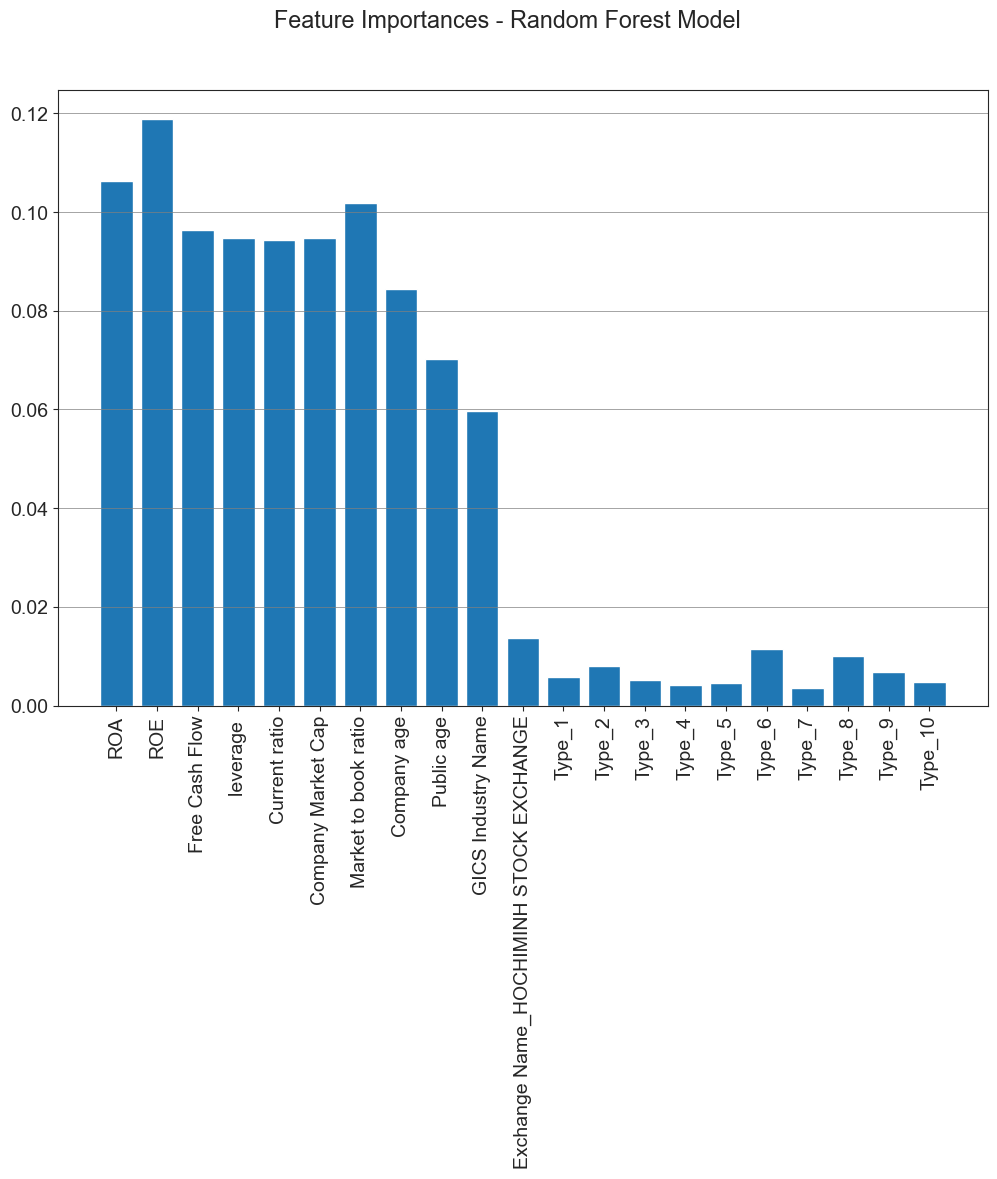 Feature Importances - Random Forest Model
0.12
0.10
0.08
0.06
0.04
0.02
0.00
ROA
ROE
Free Cash Flow
leverage
Current ratio
Company Market Cap
Market to book ratio
Company age
Public age
GICS Industry Name
Exchange Name_HOCHIMINH STOCK EXCHANGE
Type_1
Type_2
Type_3
Type_4
Type_5
Type_6
Type_7
Type_8
Type_9
Type_10